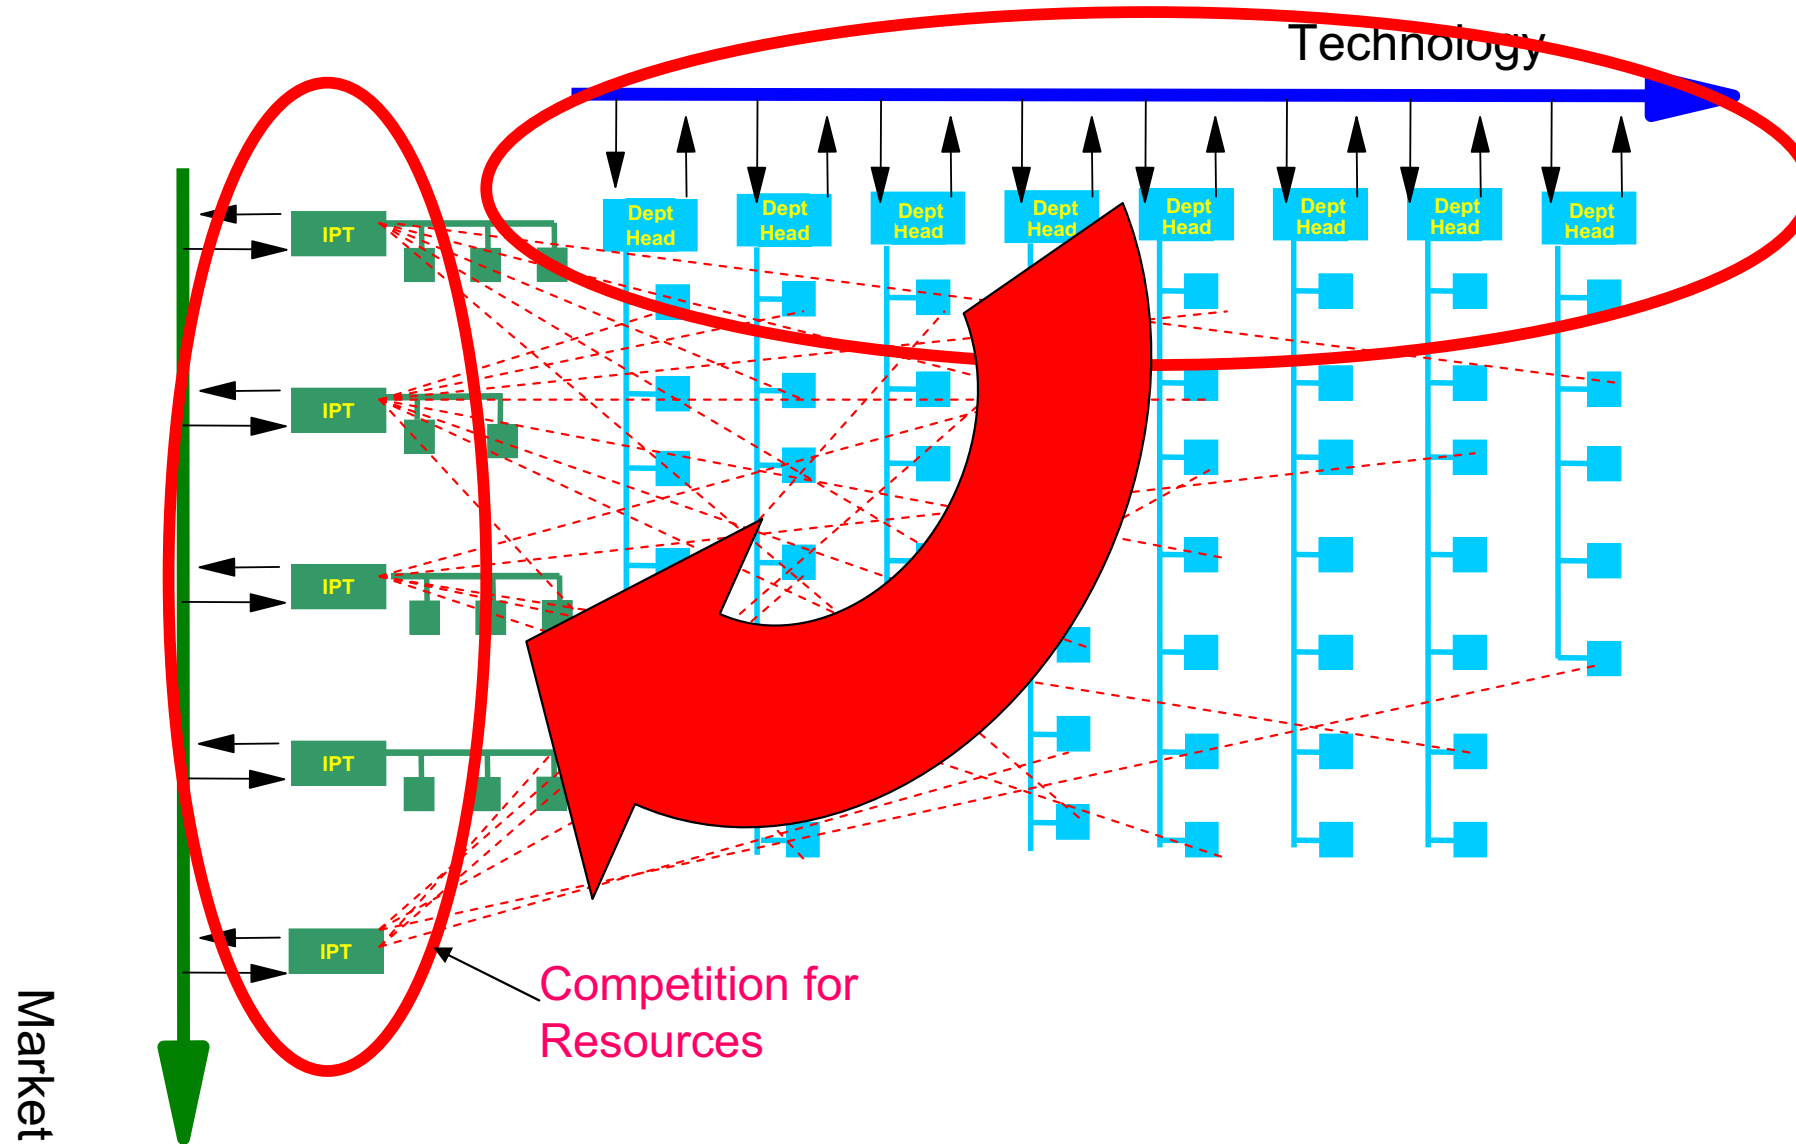 Technology
Dept
Head
Dept
Head
Dept
Head
Dept
Head
Dept
Head
Dept
Head
Dept
Head
Dept
Head
IPT
IPT
IPT
IPT
IPT
Competition for
Resources
Market